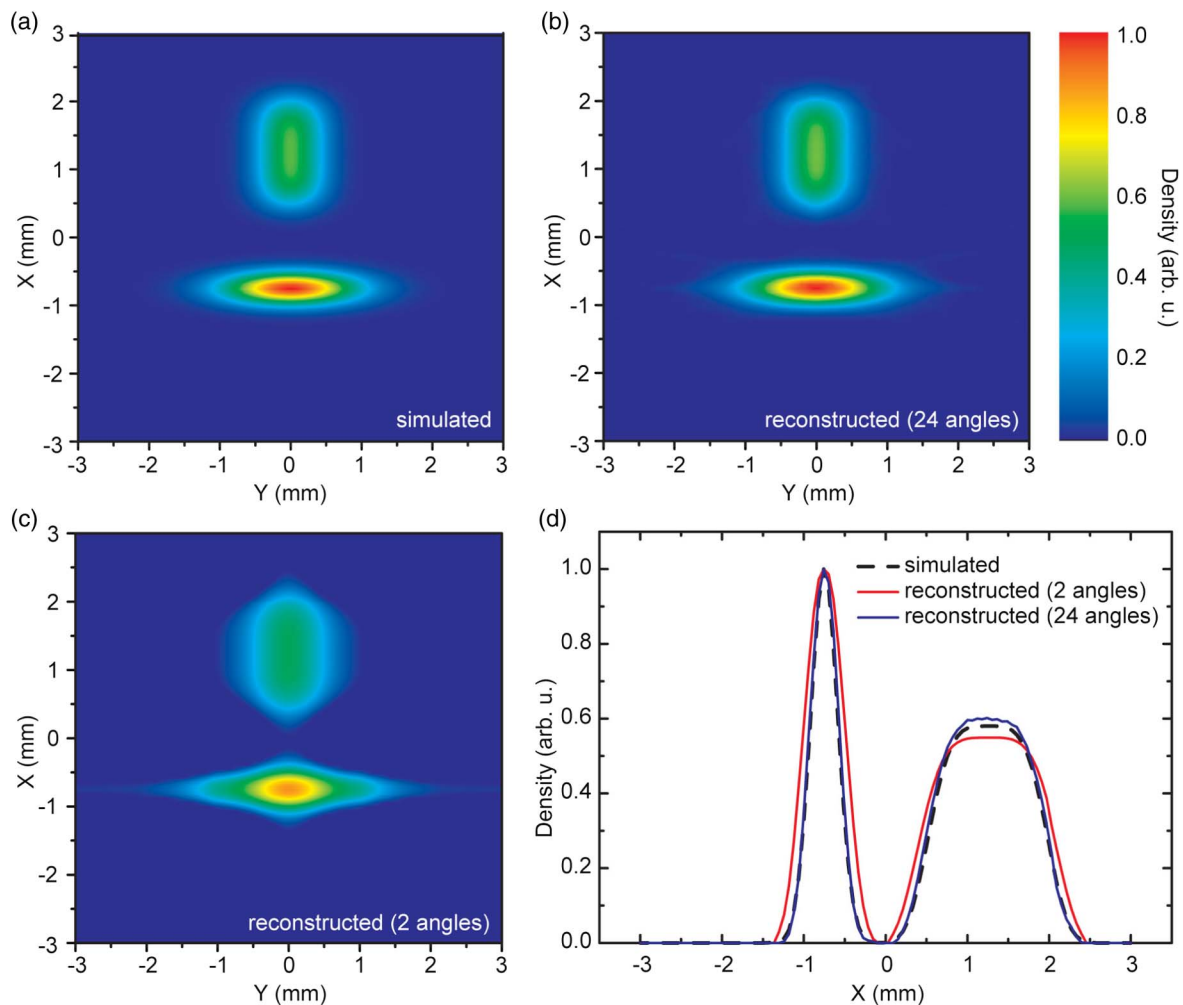 (a)
3
2
1
0
-1
-2
-3
X (mm)
simulated
-3 -2 -1 0 1 2 3
Y (mm)
(b)
3
2
1
0
-1
-2
-3
X (mm)
reconstructed (24 angles)
-3 -2 -1 0 1 2 3
Y (mm)
1.0
0.8
0.6
0.4
0.2
0.0
Density (arb. u.)
(c)
3
2
1
0
-1
-2
-3
X (mm)
reconstructed (2 angles)
-3 -2 -1 0 1 2 3
Y (mm)
(d)
1.0
0.8
0.6
0.4
0.2
0.0
Density (arb. u.)
simulated
reconstructed (2 angles)
reconstructed (24 angles)
-3 -2 -1 0 1 2 3
X (mm)